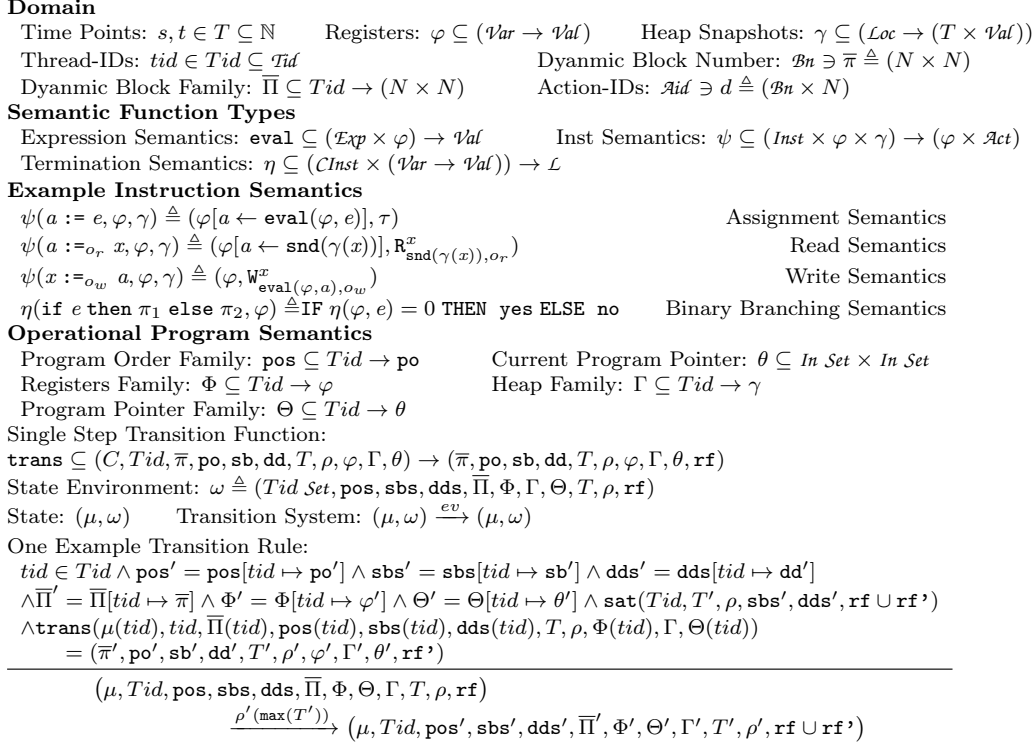 Domain
Time Points: s, t ∈ T ⊆ ℕ Registers: φ ⊆ (Var → Val) Heap Snapshots: γ ⊆ (Loc → (T × Val))
Thread-IDs: tid ∈ Tid ⊆ Tid Dyanmic Block Number: Bn ∋ π̅ ≜ (N × N)
Dyanmic Block Family: Π̅ ⊆ Tid → (N × N) Action-IDs: Aid ∋ d ≜ (Bn × N)
Semantic Function Types
Expression Semantics: eval ⊆ (Exp × φ) → Val Inst Semantics: ψ ⊆ (Inst × φ × γ) → (φ × Act)
Termination Semantics: η ⊆ (CInst × (Var → Val)) → L
Example Instruction Semantics
ψ(a := e, φ, γ) ≜ (φ[a ← eval(φ, e)], τ) Assignment Semantics
ψ(a :=_{o_r} x, φ, γ) ≜ (φ[a ← snd(γ(x))], R^x_{snd(γ(x)),o_r}) Read Semantics
ψ(x :=_{o_w} a, φ, γ) ≜ (φ, W^x_{eval(φ,a),o_w}) Write Semantics
η(if e then π₁ else π₂, φ) ≜IF η(φ, e) = 0 THEN yes ELSE no Binary Branching Semantics
Operational Program Semantics
Program Order Family: pos ⊆ Tid → po Current Program Pointer: θ ⊆ In Set × In Set
Registers Family: Φ ⊆ Tid → φ Heap Family: Γ ⊆ Tid → γ
Program Pointer Family: Θ ⊆ Tid → θ
Single Step Transition Function:
trans ⊆ (C, Tid, π̅, po, sb, dd, T, ρ, φ, Γ, θ) → (π̅, po, sb, dd, T, ρ, φ, Γ, θ, rf)
State Environment: ω ≜ (Tid Set, pos, sbs, dds, Π̅, Φ, Γ, Θ, T, ρ, rf)
State: (μ, ω) Transition System: (μ, ω) —ev→ (μ, ω)
One Example Transition Rule:
tid ∈ Tid ∧ pos′ = pos[tid ↦ po′] ∧ sbs′ = sbs[tid ↦ sb′] ∧ dds′ = dds[tid ↦ dd′]
∧Π̅′ = Π̅[tid ↦ π̅] ∧ Φ′ = Φ[tid ↦ φ′] ∧ Θ′ = Θ[tid ↦ θ′] ∧ sat(Tid, T′, ρ, sbs′, dds′, rf ∪ rf′)
∧trans(μ(tid), tid, Π̅(tid), pos(tid), sbs(tid), dds(tid), T, ρ, Φ(tid), Γ, Θ(tid))
= (π̅′, po′, sb′, dd′, T′, ρ′, φ′, Γ′, θ′, rf')
(μ, Tid, pos, sbs, dds, Π̅, Φ, Θ, Γ, T, ρ, rf)
—ρ′(max(T′))→ (μ, Tid, pos′, sbs′, dds′, Π̅′, Φ′, Θ′, Γ′, T′, ρ′, rf ∪ rf')